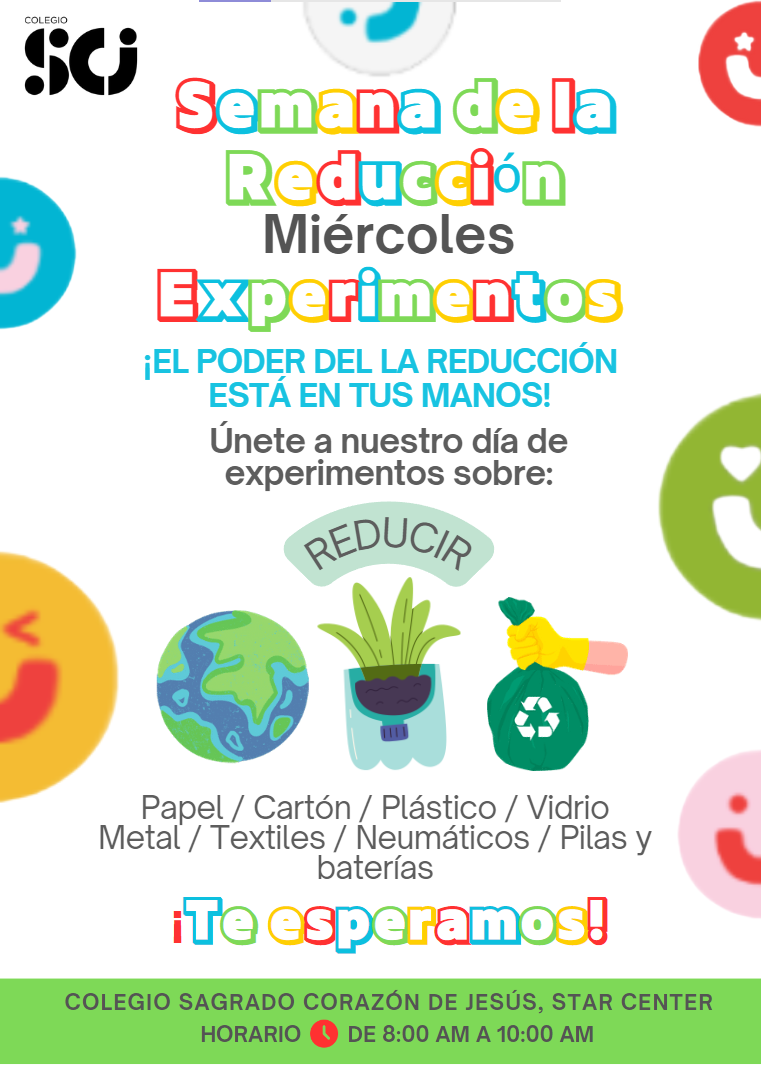 COLEGIO
SCJ
Semana de la
Reducción
Miércoles
Experimentos
¡EL PODER DEL LA REDUCCIÓN
ESTÁ EN TUS MANOS!
Únete a nuestro día de
experimentos sobre:
REDUCIR
Papel / Cartón / Plástico / Vidrio
Metal / Textiles / Neumáticos / Pilas y
baterías
¡Te esperamos!
COLEGIO SAGRADO CORAZÓN DE JESÚS, STAR CENTER
HORARIO DE 8:00 AM A 10:00 AM